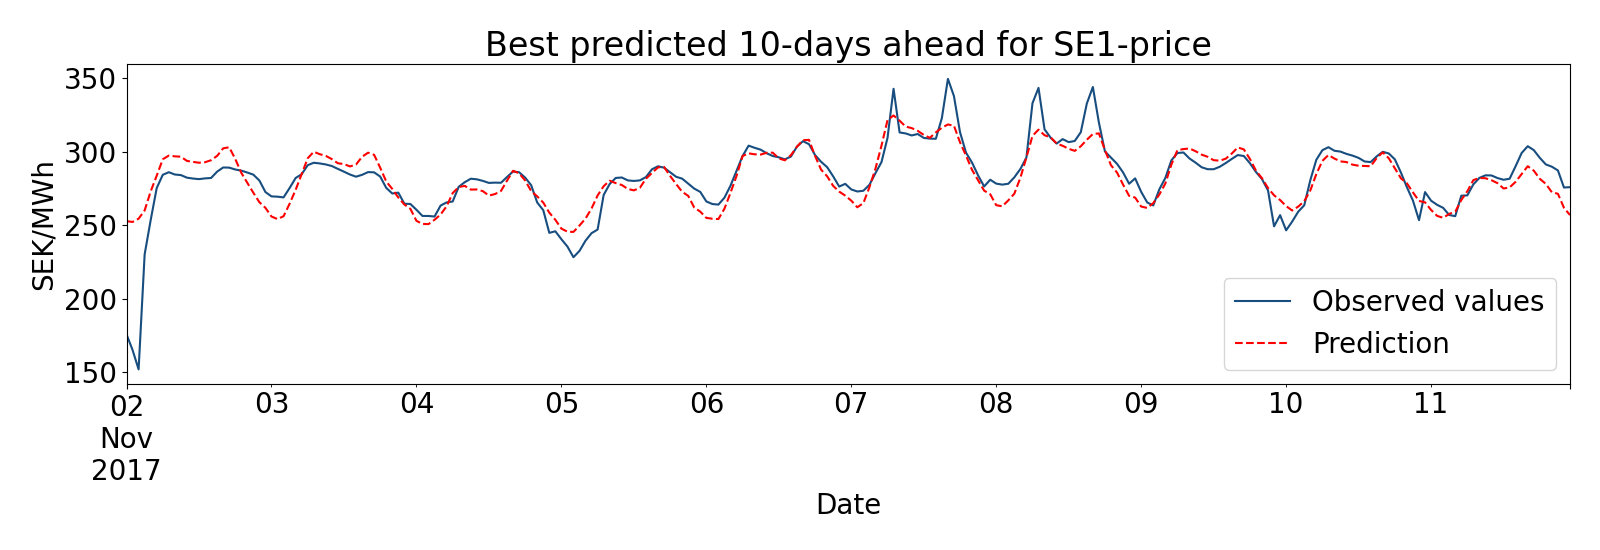 Best predicted 10-days ahead for SE1-price
SEK/MWh
350
300
250
200
150
Observed values
Prediction
02 03 04 05 06 07 08 09 10 11
Nov
2017
Date